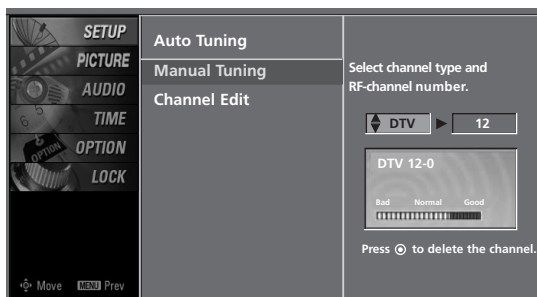 SETUP
PICTURE
AUDIO
TIME
OPTION
LOCK
Move MENU Prev
Auto Tuning
Manual Tuning
Channel Edit
Select channel type and
RF-channel number.
DTV 12
DTV 12-0
Bad Normal Good
Press to delete the channel.